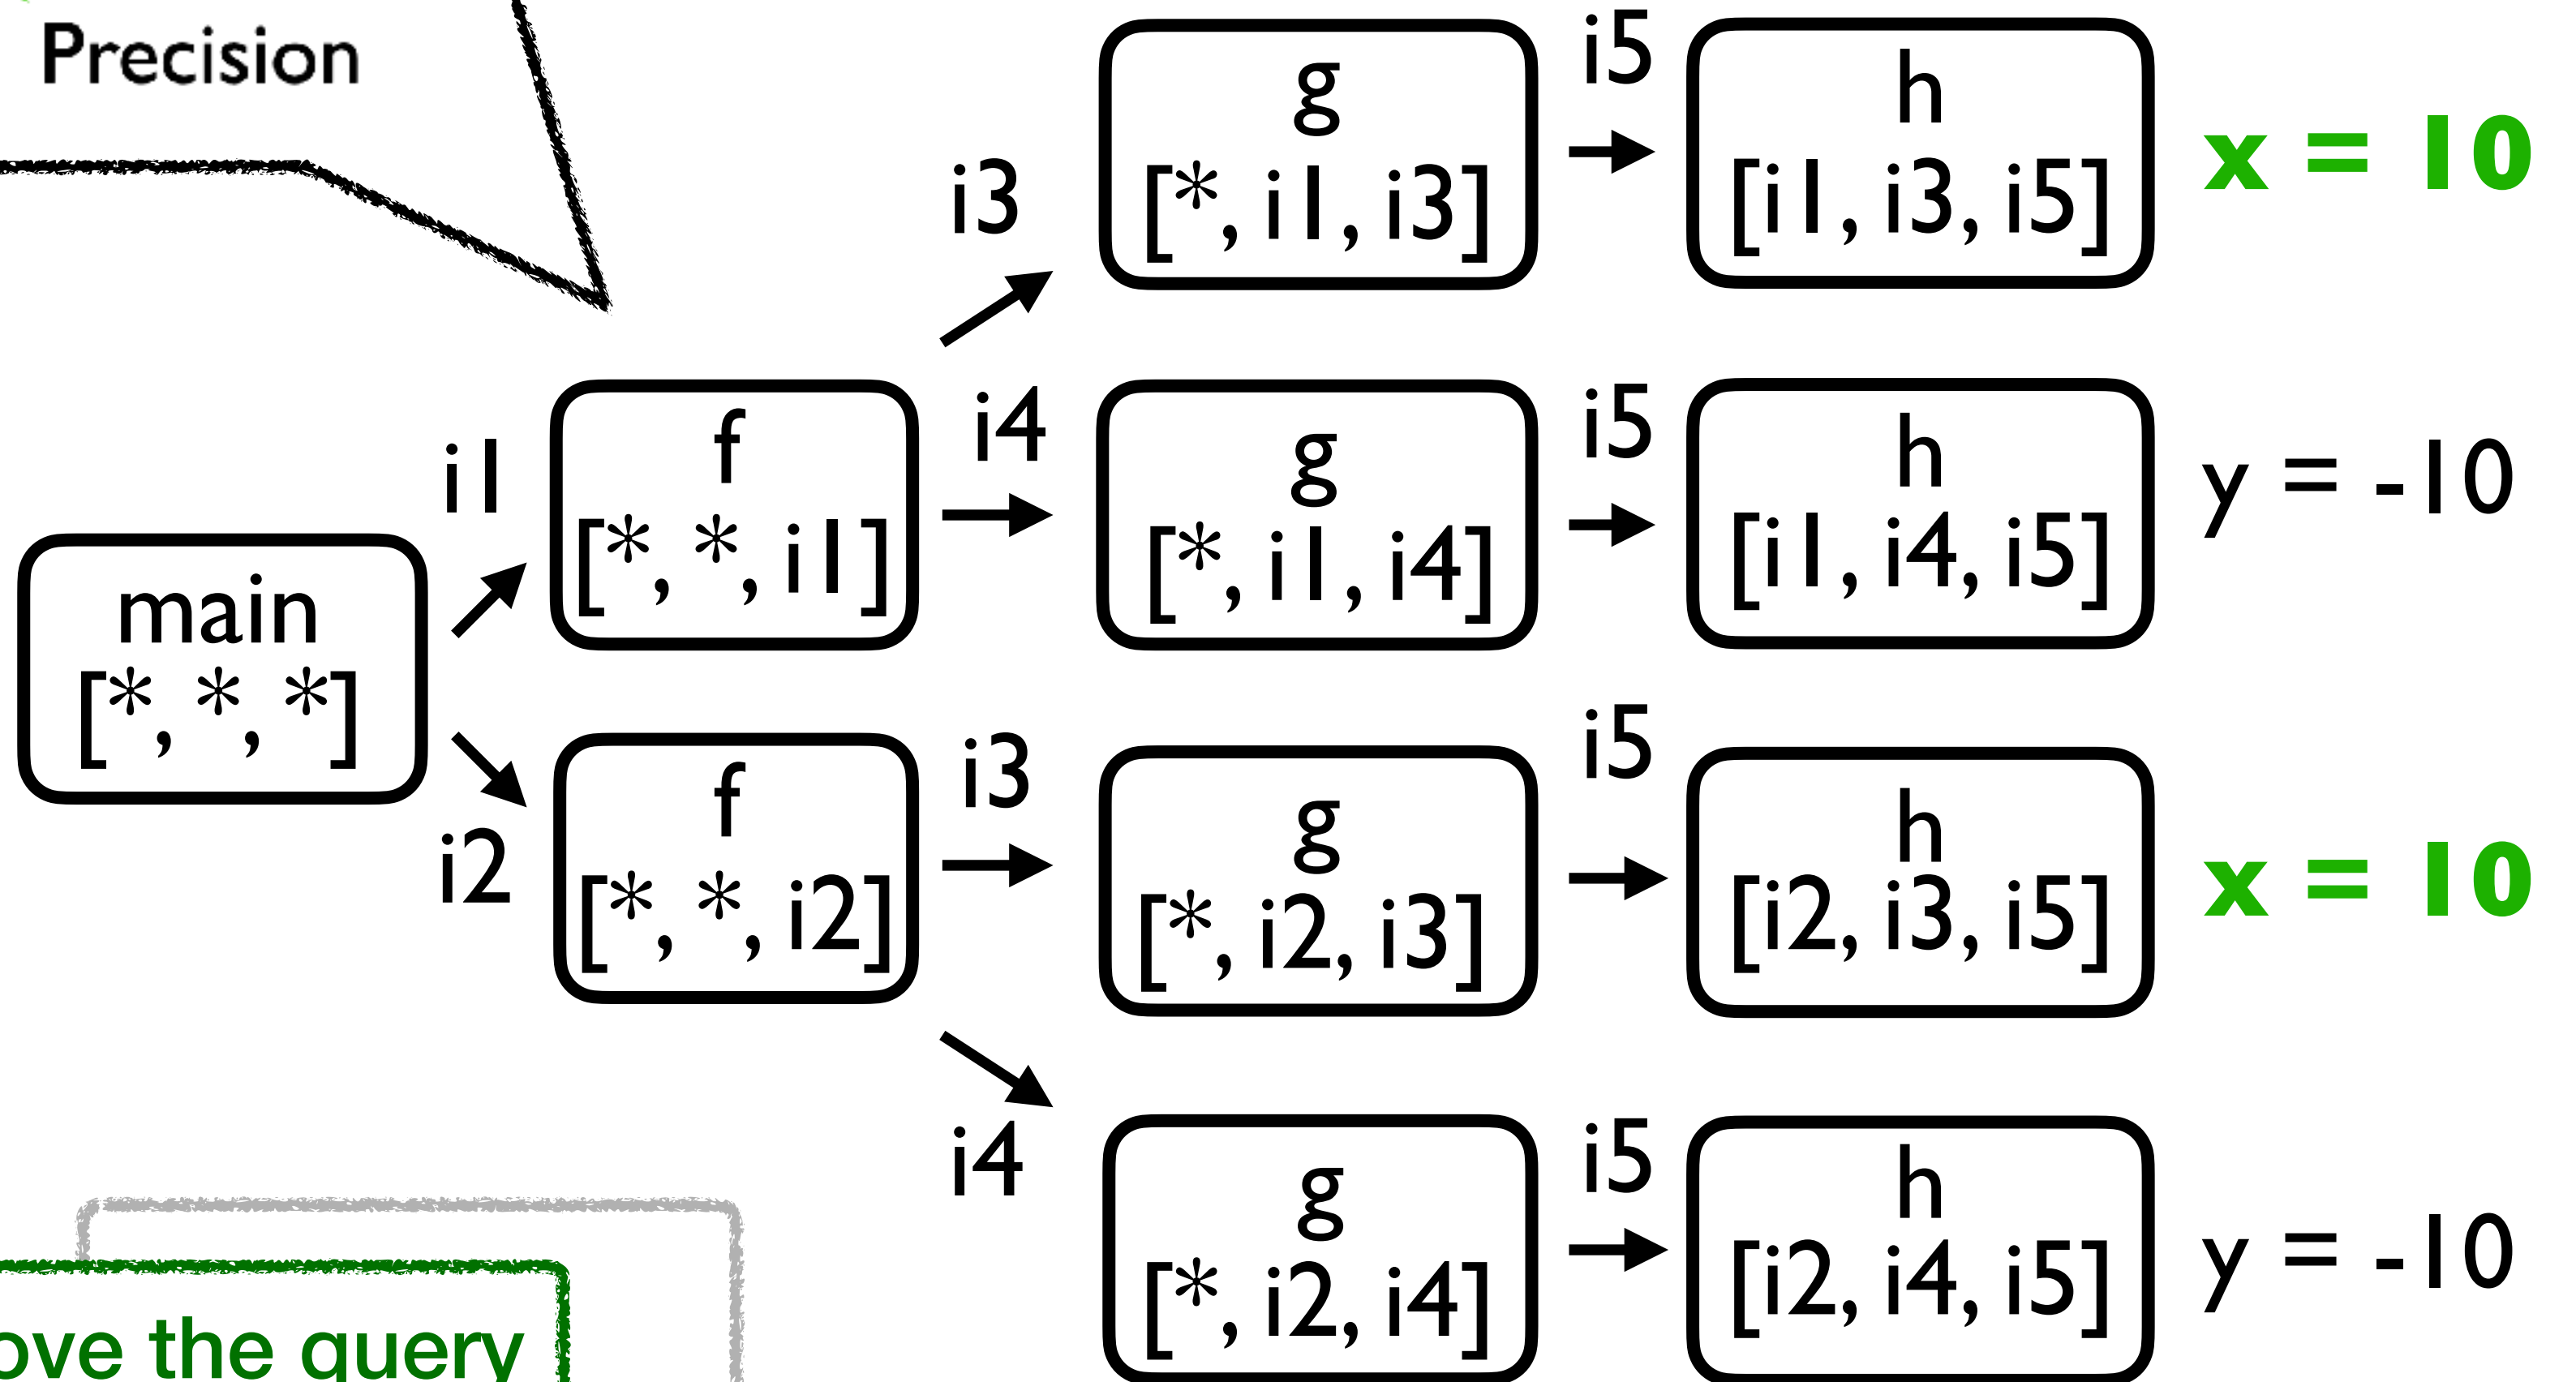 Precision
i3
g
[*, i1, i3]
i5
h
[i1, i3, i5]
x = 10
i1
f
[*, *, i1]
i4
g
[*, i1, i4]
i5
h
[i1, i4, i5]
y = -10
main
[*, *, *]
i2
f
[*, *, i2]
i3
g
[*, i2, i3]
i5
h
[i2, i3, i5]
x = 10
i4
g
[*, i2, i4]
i5
h
[i2, i4, i5]
y = -10
the query